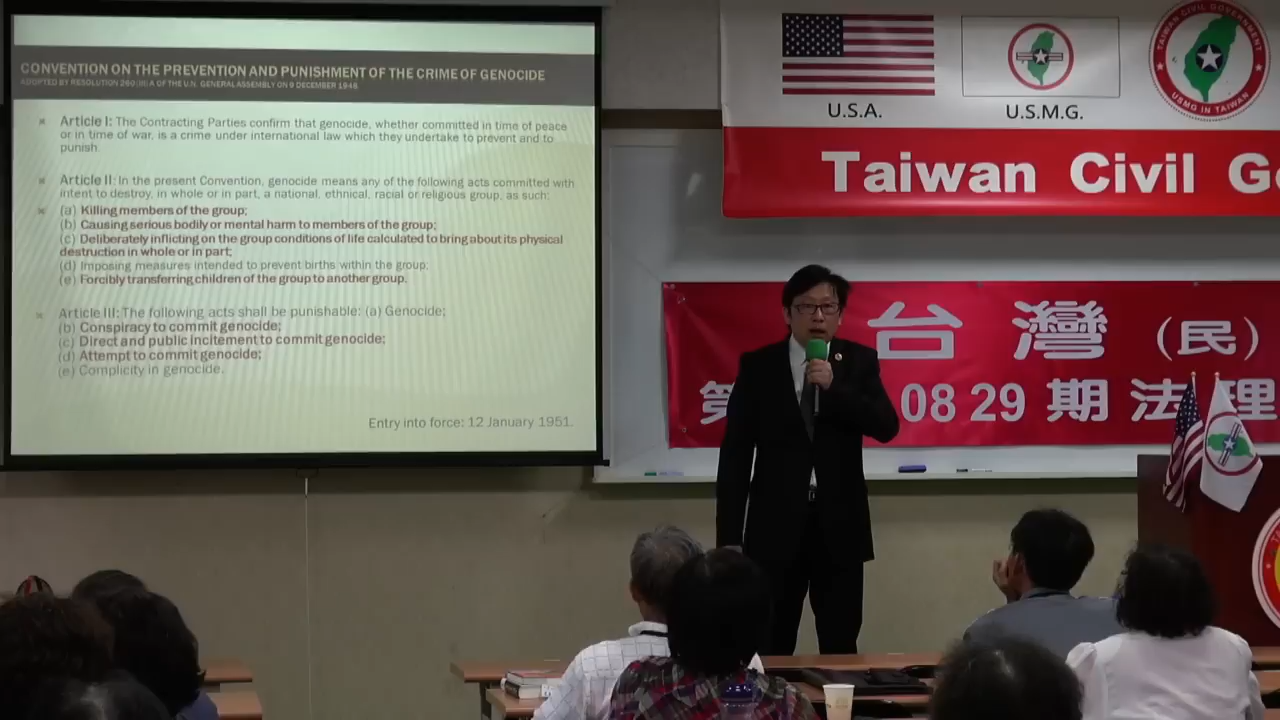 CONVENTION ON THE PREVENTION AND PUNISHMENT OF THE CRIME OF GENOCIDE
ADOPTED BY RESOLUTION 260 (III) A OF THE U.N. GENERAL ASSEMBLY ON 9 DECEMBER 1948
Article I: The Contracting Parties confirm that genocide, whether committed in time of peace
or in time of war, is a crime under international law which they undertake to prevent and to
punish.
Article II: In the present Convention, genocide means any of the following acts committed with
intent to destroy, in whole or in part, a national, ethnical, racial or religious group, as such:
(a) Killing members of the group;
(b) Causing serious bodily or mental harm to members of the group;
(c) Deliberately inflicting on the group conditions of life calculated to bring about its physical
destruction in whole or in part;
(d) Imposing measures intended to prevent births within the group;
(e) Forcibly transferring children of the group to another group.
Article III: The following acts shall be punishable: (a) Genocide;
(b) Conspiracy to commit genocide;
(c) Direct and public incitement to commit genocide;
(d) Attempt to commit genocide;
(e) Complicity in genocide.
Entry into force: 12 January 1951.
U.S.A.
U.S.M.G.
TAIWAN CIVIL GOVERNMENT
USMG IN TAIWAN
Taiwan Civil G
台灣(民)
第 08 29 期法理